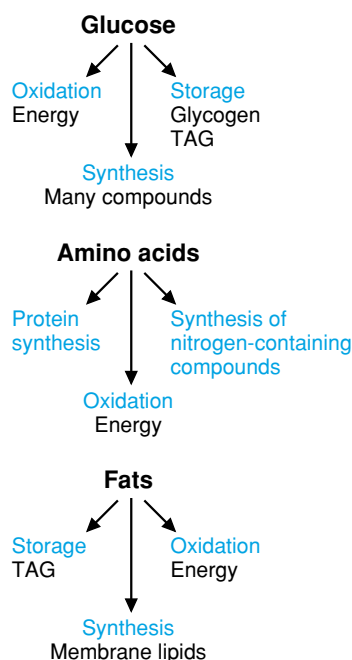 Glucose
Oxidation
Energy
Storage
Glycogen
TAG
Synthesis
Many compounds
Amino acids
Protein
synthesis
Synthesis of
nitrogen-containing
compounds
Oxidation
Energy
Fats
Storage
TAG
Oxidation
Energy
Synthesis
Membrane lipids